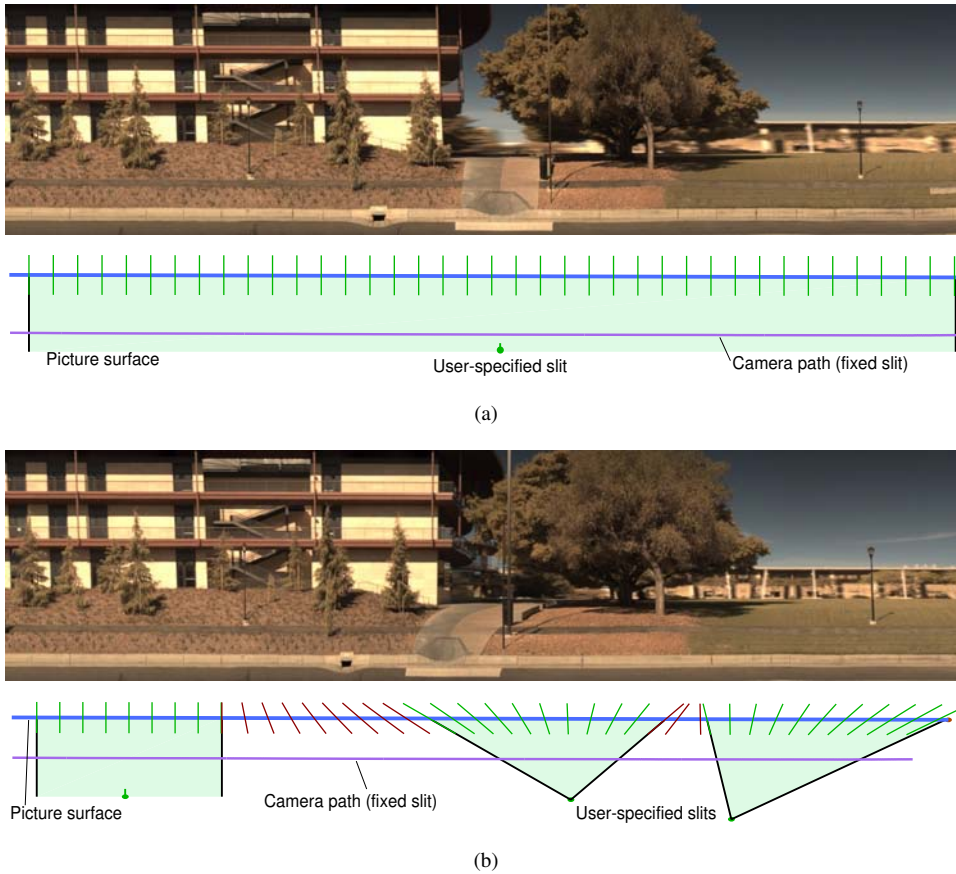 Picture surface
User-specified slit
Camera path (fixed slit)
(a)
Picture surface
Camera path (fixed slit)
User-specified slits
(b)